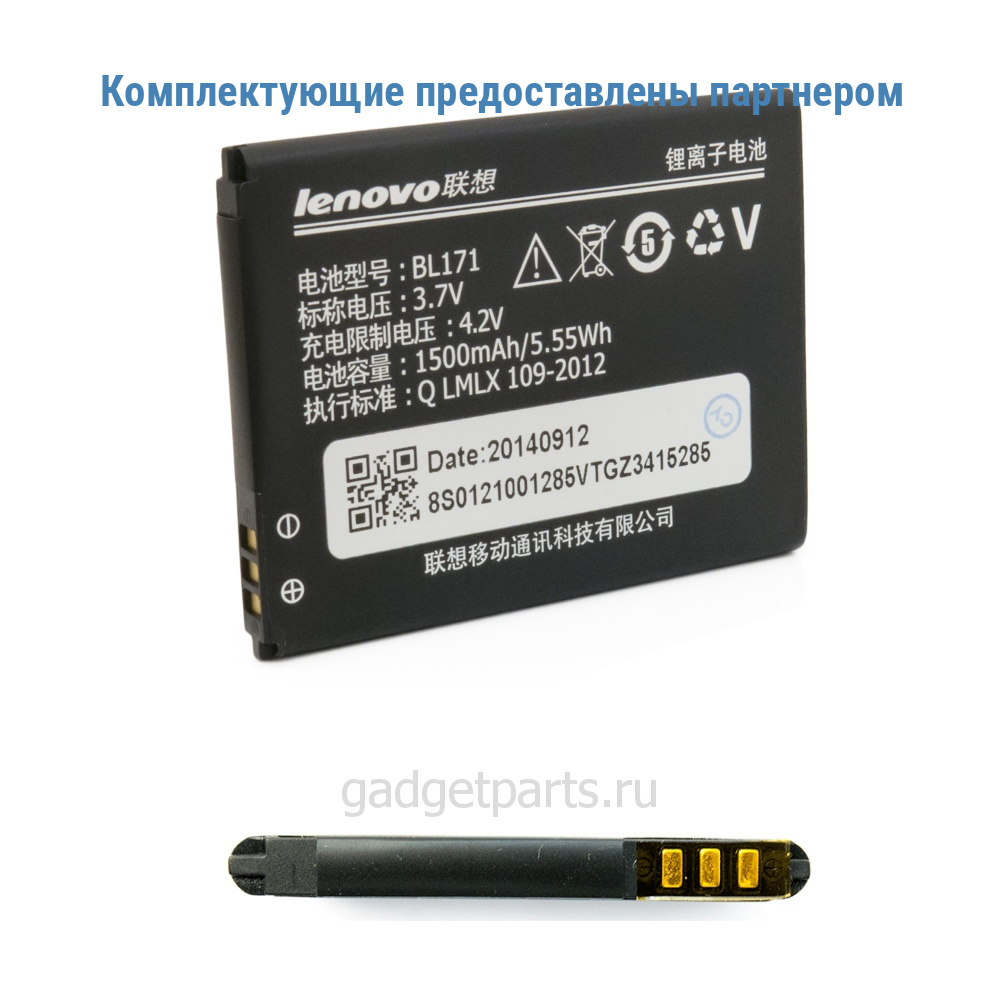 Комплектующие предоставлены партнером
lenovo联想
锂离子电池
5 V
电池型号：BL171
标称电压：3.7V
充电限制电压：4.2V
电池容量：1500mAh/5.55Wh
执行标准：Q LMLX 109-2012
CY
Date:20140912
8S0121001285VTGZ3415285
联想移动通讯科技有限公司
gadgetparts.ru